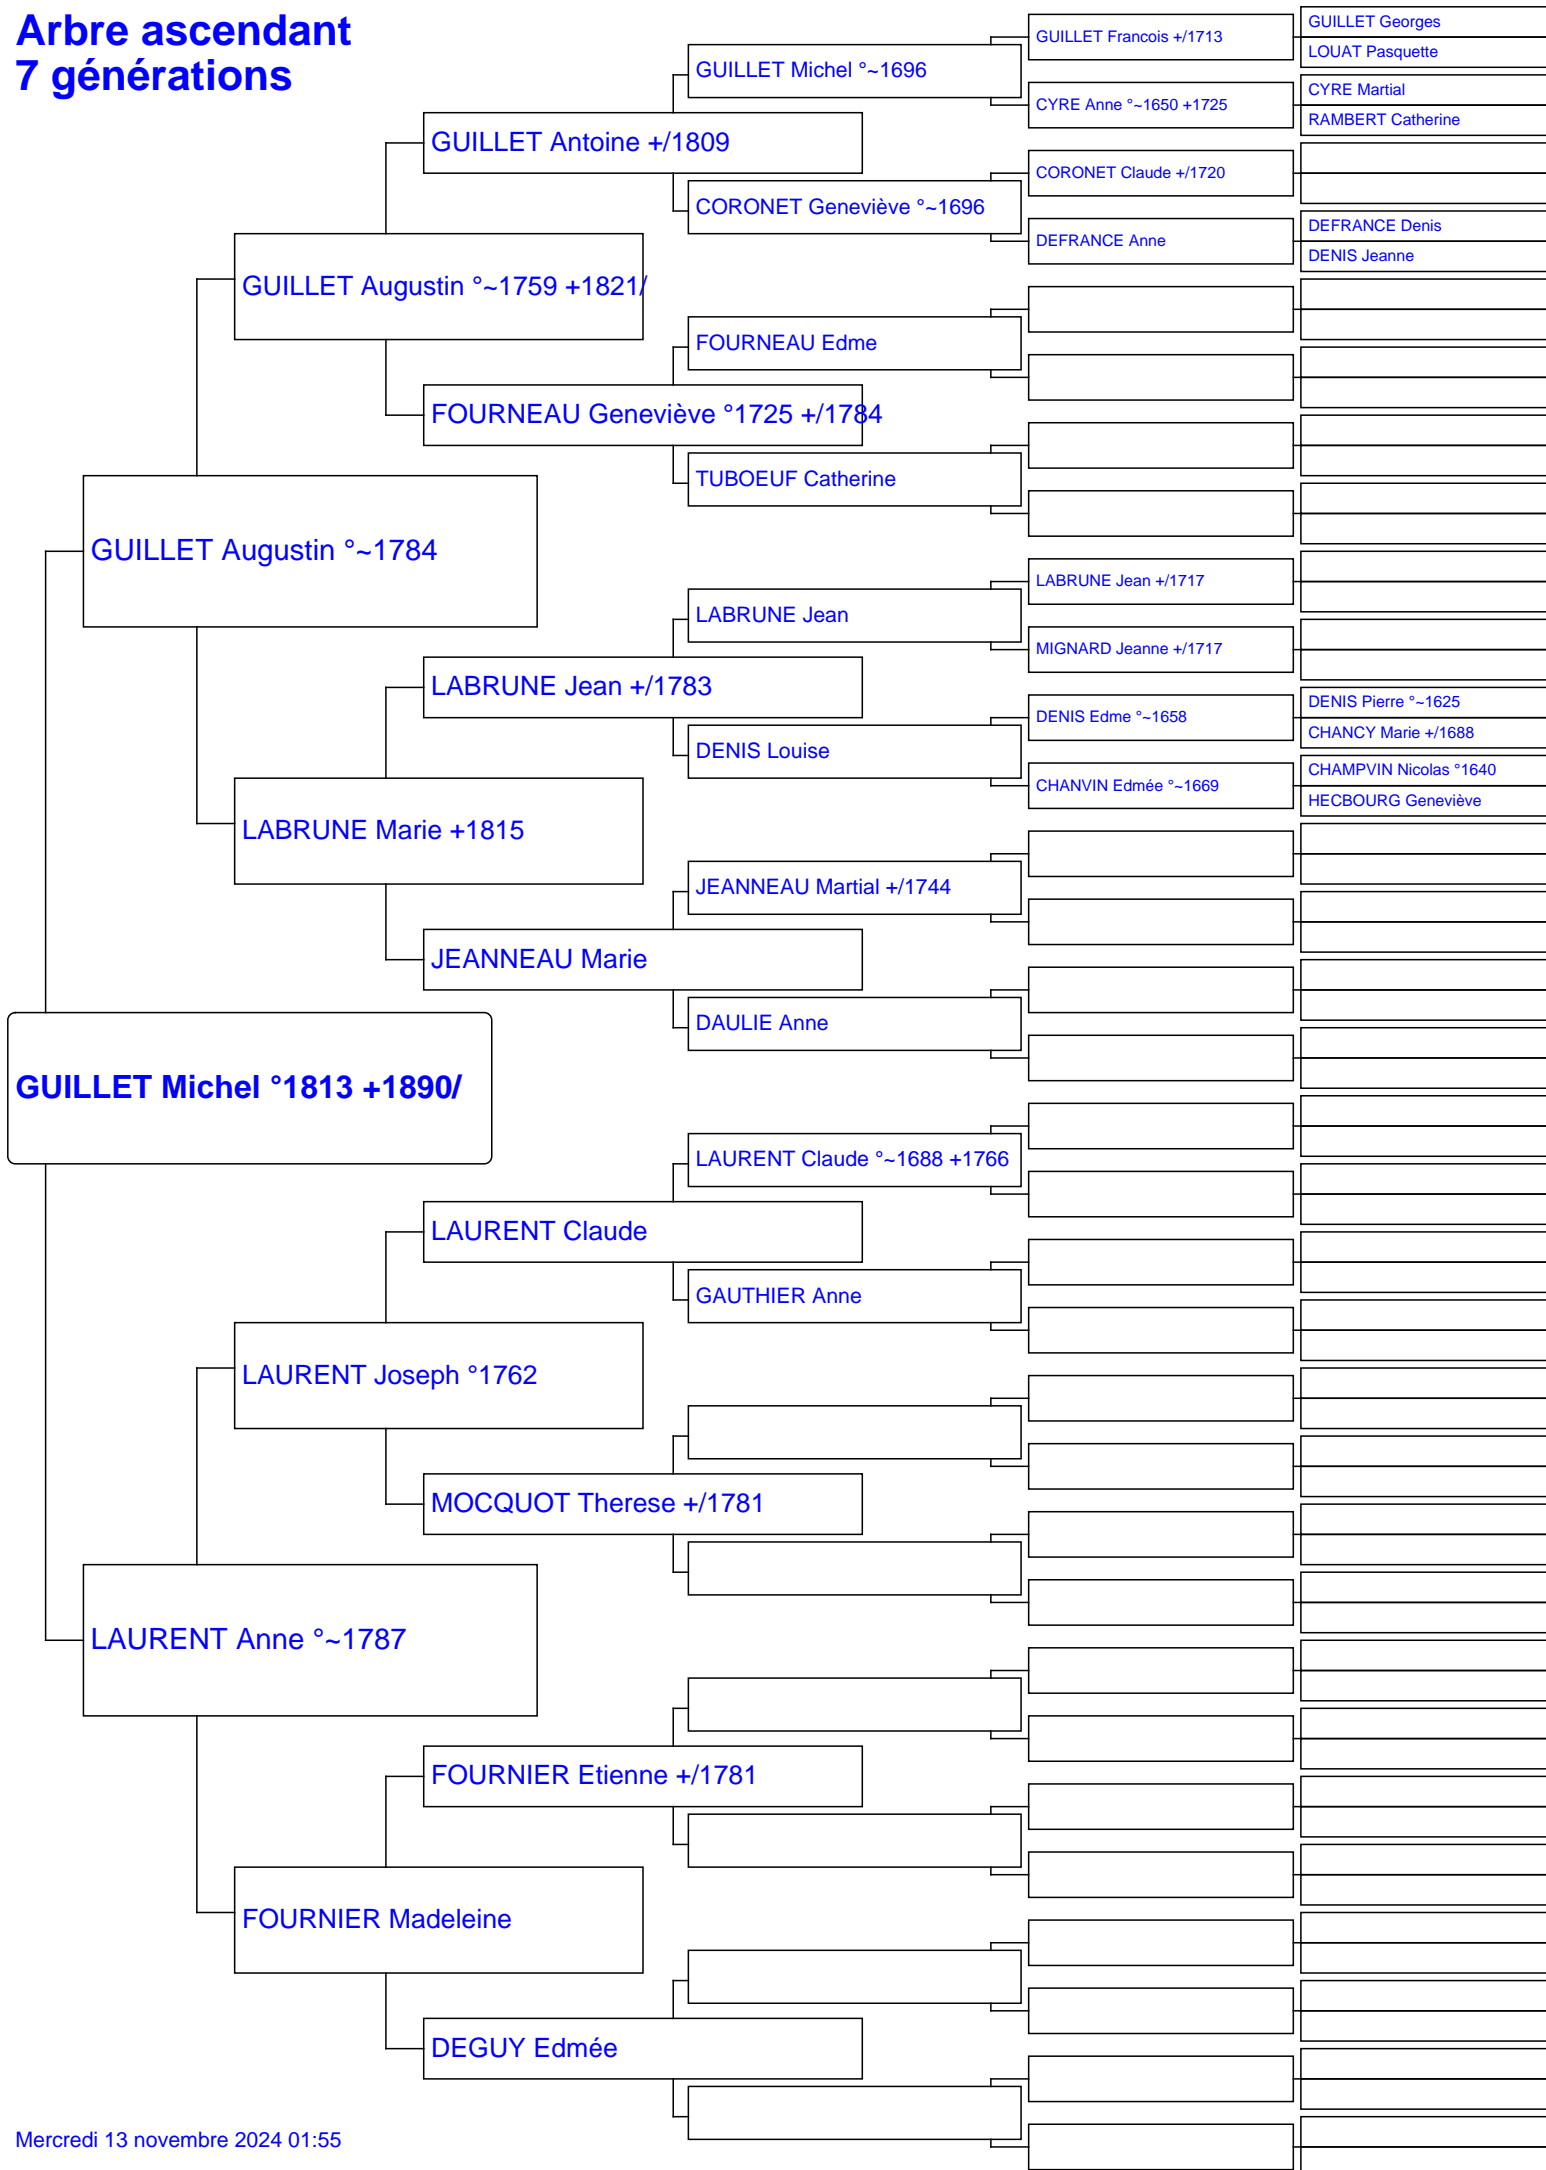 Arbre ascendant
7 générations
GUILLET Francois +/1713
GUILLET Georges
LOUAT Pasquette
GUILLET Michel °~1696
CYRE Anne °~1650 +1725
CYRE Martial
RAMBERT Catherine
GUILLET Antoine +/1809
CORONET Claude +/1720
CORONET Geneviève °~1696
DEFRANCE Anne
DEFRANCE Denis
DENIS Jeanne
GUILLET Augustin °~1759 +1821/
FOURNEAU Edme
FOURNEAU Geneviève °1725 +/1784
TUBOEUF Catherine
GUILLET Augustin °~1784
LABRUNE Jean +/1717
LABRUNE Jean
MIGNARD Jeanne +/1717
LABRUNE Jean +/1783
DENIS Edme °~1658
DENIS Pierre °~1625
CHANCY Marie +/1688
DENIS Louise
CHANVIN Edmée °~1669
CHAMPVIN Nicolas °1640
HECBOURG Geneviève
LABRUNE Marie +1815
JEANNEAU Martial +/1744
JEANNEAU Marie
DAULIE Anne
GUILLET Michel °1813 +1890/
LAURENT Claude °~1688 +1766
LAURENT Claude
GAUTHIER Anne
LAURENT Joseph °1762
MOCQUOT Therese +/1781
LAURENT Anne °~1787
FOURNIER Etienne +/1781
FOURNIER Madeleine
DEGUY Edmée
Mercredi 13 novembre 2024 01:55